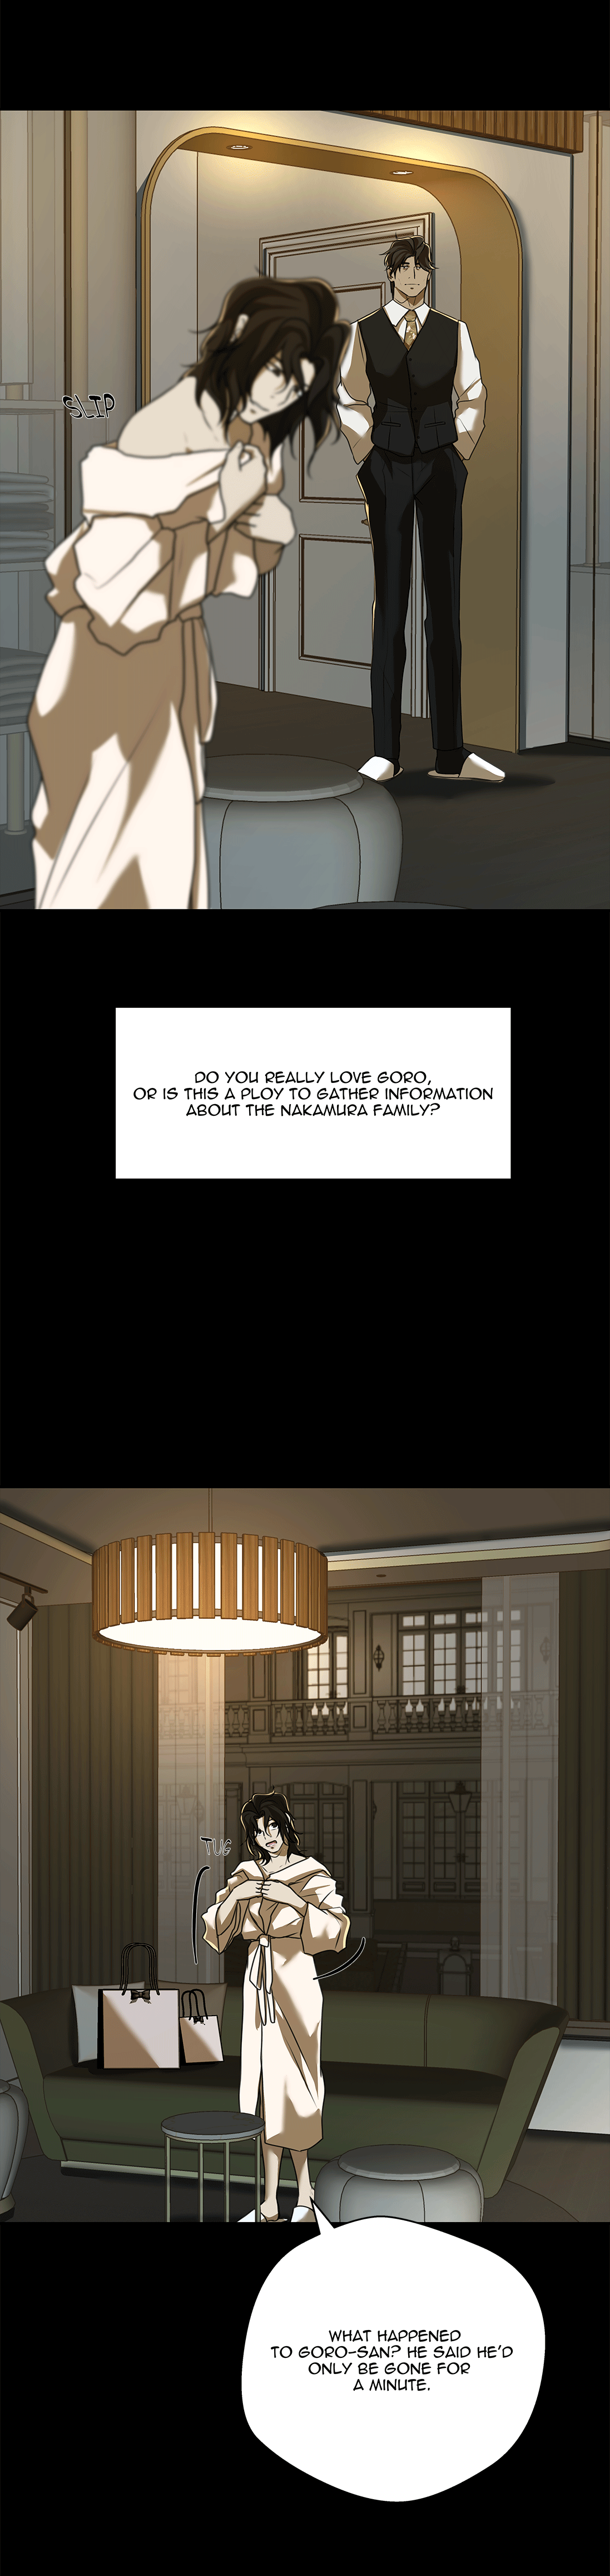 SLIP
DO YOU REALLY LOVE GORO,
OR IS THIS A PLOY TO GATHER INFORMATION
ABOUT THE NAKAMURA FAMILY?
TUG
WHAT HAPPENED
TO GORO-SAN? HE SAID HE'D
ONLY BE GONE FOR
A MINUTE.